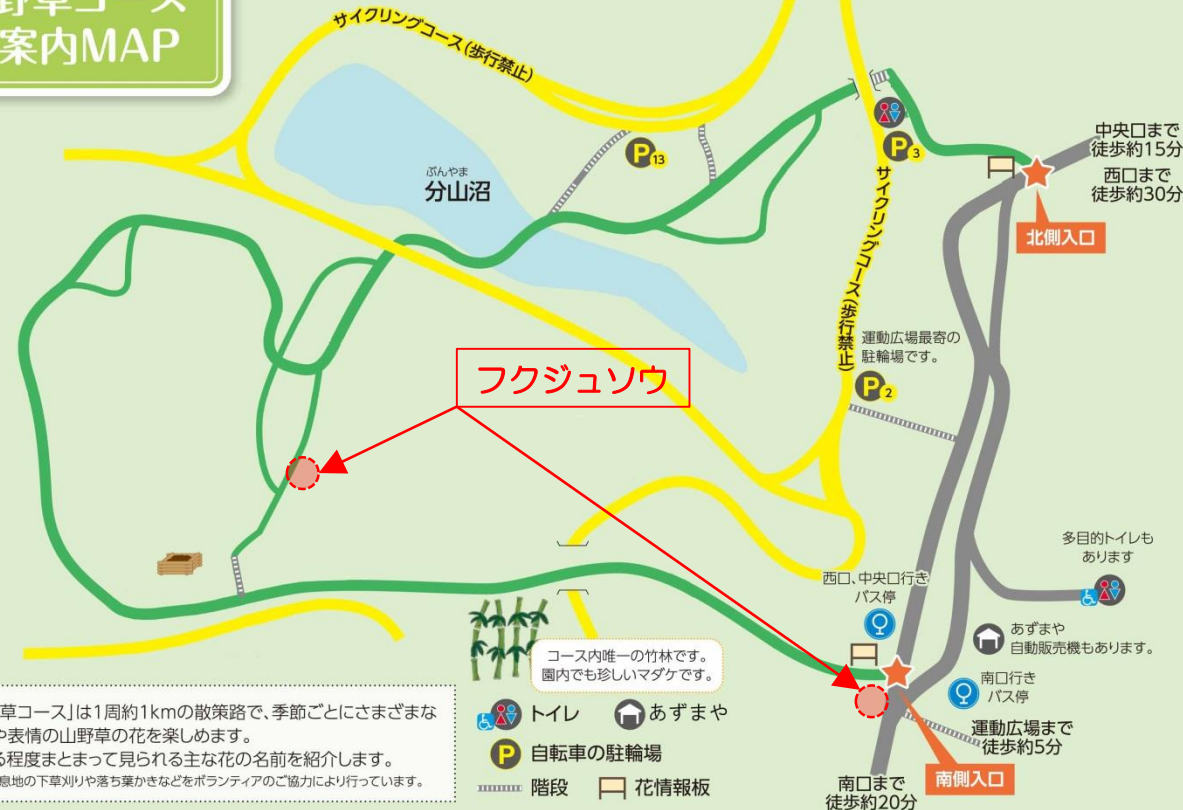 野草コース
案内MAP
サイクリングコース(歩行禁止)
ぶんやま
分山沼
P13
P3
サイクリングコース(歩行禁止)
中央口まで
徒歩約15分
西口まで
徒歩約30分
北側入口
運動広場最寄の
駐輪場です。
P2
フクジュソウ
多目的トイレも
あります
西口、中央口行き
バス停
あずまや
自動販売機もあります。
南口行き
バス停
運動広場まで
徒歩約5分
南側入口
南口まで
徒歩約20分
コース内唯一の竹林です。
園内でも珍しいマダケです。
トイレ
あずまや
P 自転車の駐輪場
階段
花情報板
草コース」は1周約1kmの散策路で、季節ごとにさまざまな
や表情の山野草の花を楽しめます。
る程度まとまって見られる主な花の名前を紹介します。
息地の下草刈りや落ち葉かきなどをボランティアのご協力により行っています。